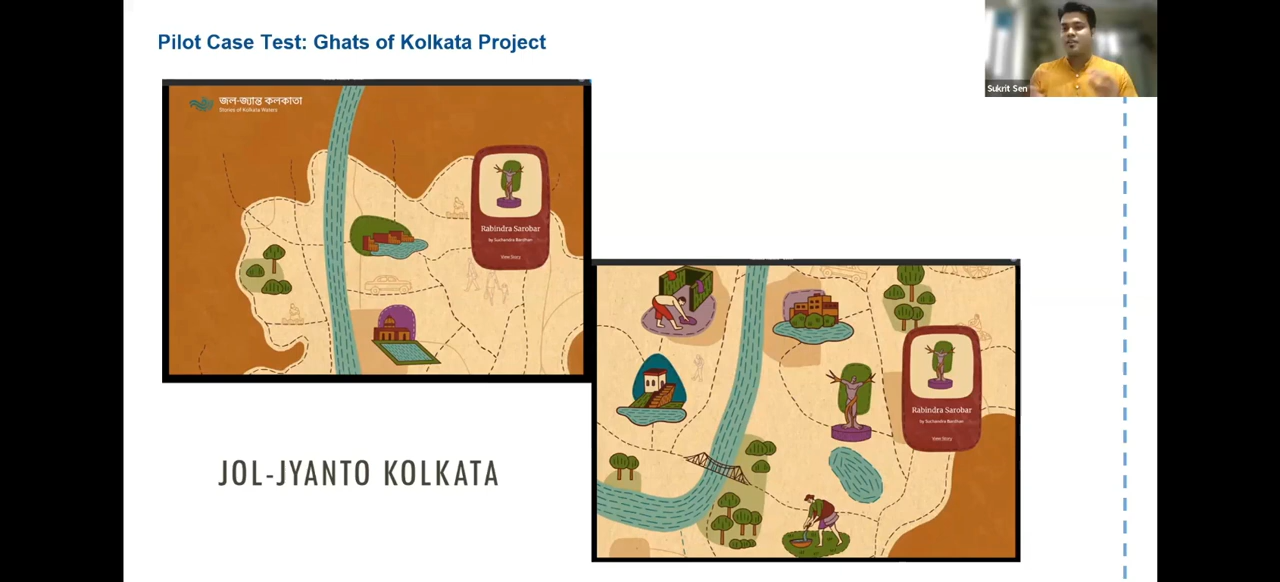 Pilot Case Test: Ghats of Kolkata Project
Sukrit Sen
জল-জ্যান্ত কলকাতা
Stories of Kolkata Waters
Rabindra Sarobar
by Suchandra Bardhan
View Story
Rabindra Sarobar
by Suchandra Bardhan
View Story
JOL-JYANTO KOLKATA